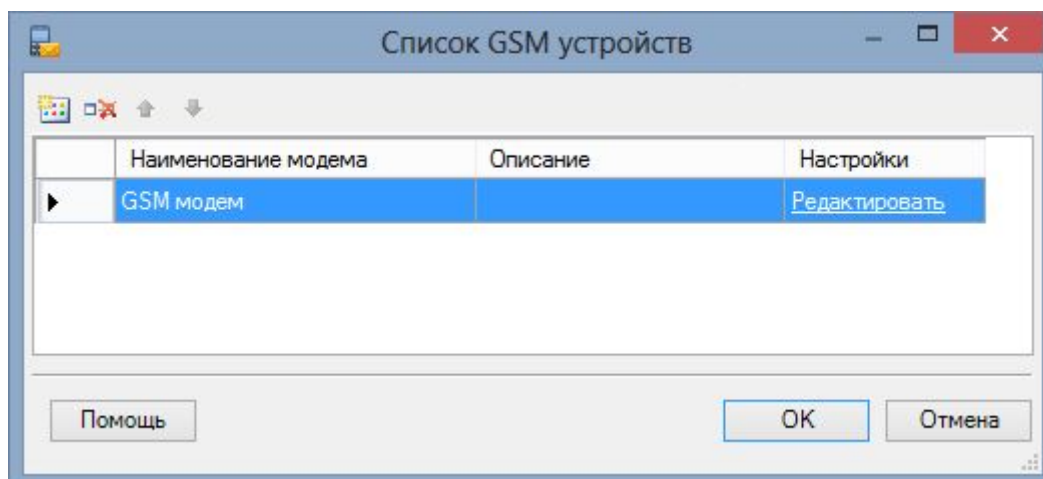 Список GSM устройств
Наименование модема Описание Настройки
GSM модем Редактировать
Помощь OK Отмена